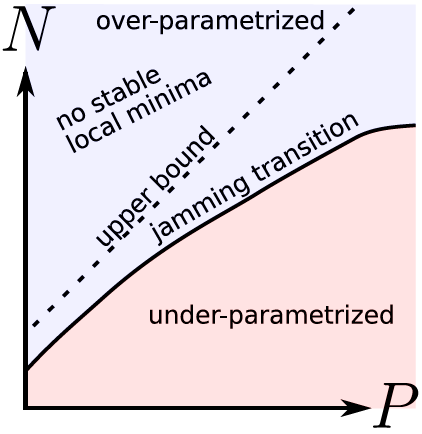 N
over-parametrized
no stable
local minima
upper bound
jamming transition
under-parametrized
P